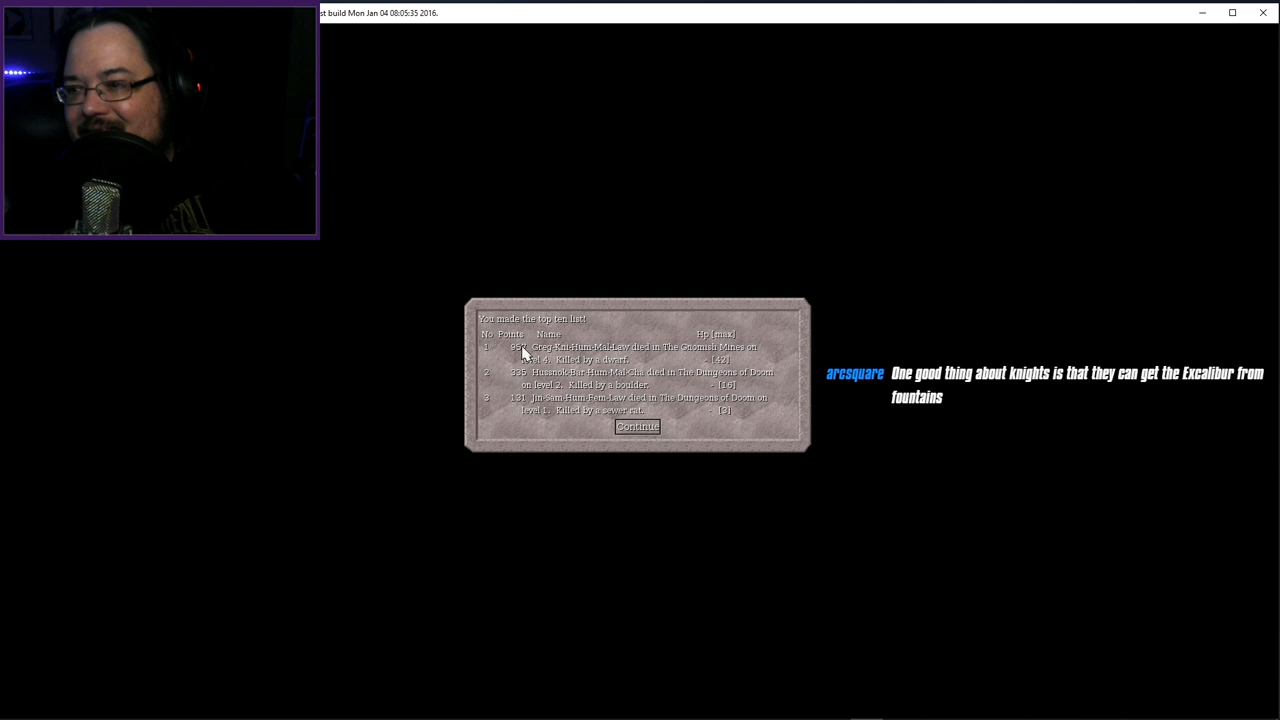 st build Mon Jan 04 08:05:35 2016.
You made the top ten list!
No Points Name Hp [max]
1 957 Greg-Kni-Hum-Mal-Law died in The Gnomish Mines on
level 4. Killed by a dwarf. - [42]
2 335 Hussnok-Bar-Hum-Mal-Cha died in The Dungeons of Doom
on level 2. Killed by a boulder. - [16]
3 131 Jin-Sam-Hum-Fem-Law died in The Dungeons of Doom on
level 1. Killed by a sewer rat. - [3]
Continue
arcsquare One good thing about knights is that they can get the Excalibur from
fountains